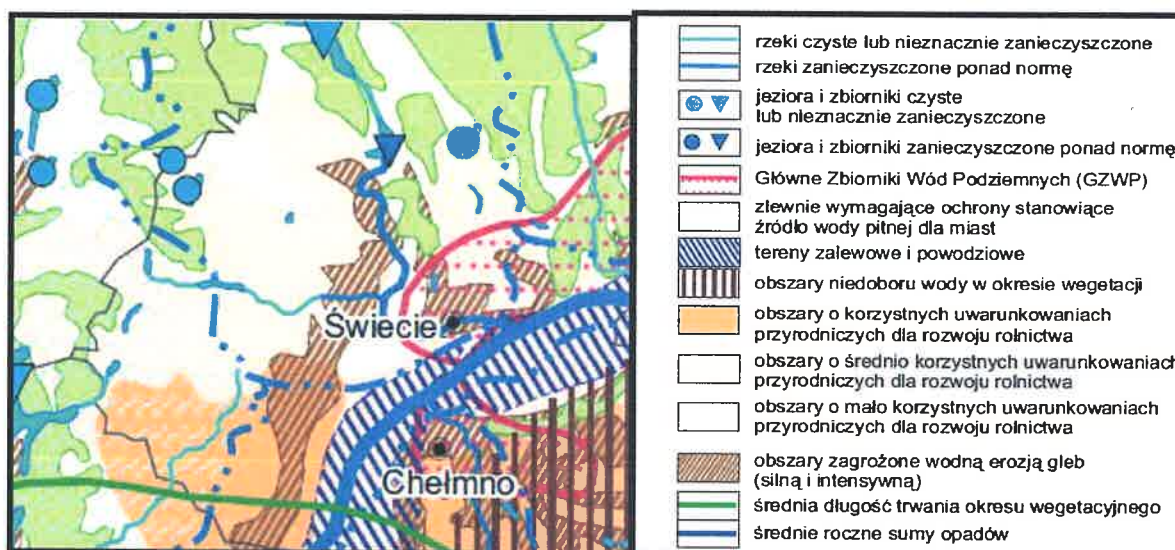 Świecie
Chełmno
rzeki czyste lub nieznacznie zanieczyszczone
rzeki zanieczyszczone ponad normę
jeziora i zbiorniki czyste
lub nieznacznie zanieczyszczone
jeziora i zbiorniki zanieczyszczone ponad normę
Główne Zbiorniki Wód Podziemnych (GZWP)
zlewnie wymagające ochrony stanowiące
źródło wody pitnej dla miast
tereny zalewowe i powodziowe
obszary niedoboru wody w okresie wegetacji
obszary o korzystnych uwarunkowaniach
przyrodniczych dla rozwoju rolnictwa
obszary o średnio korzystnych uwarunkowaniach
przyrodniczych dla rozwoju rolnictwa
obszary o mało korzystnych uwarunkowaniach
przyrodniczych dla rozwoju rolnictwa
obszary zagrożone wodną erozją gleb
(silną i intensywną)
średnia długość trwania okresu wegetacyjnego
średnie roczne sumy opadów